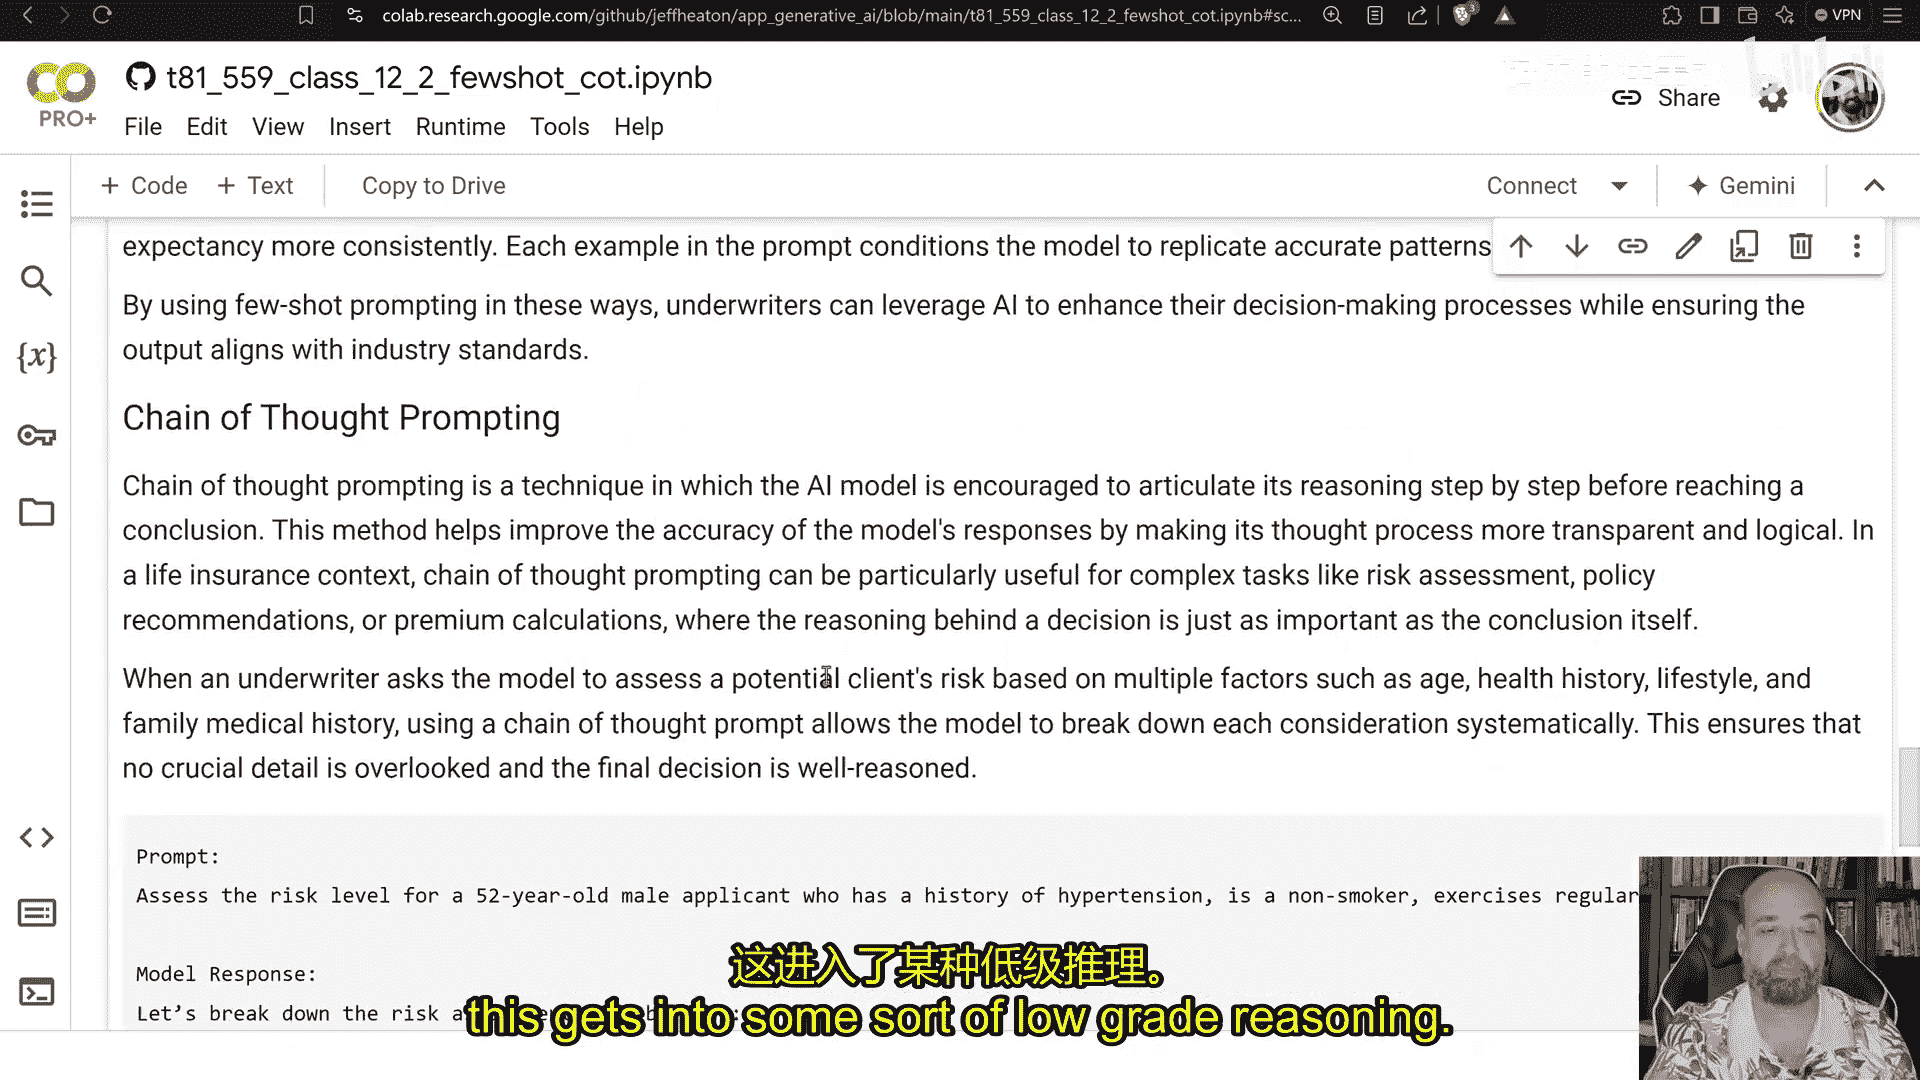 colab.research.google.com/github/jeffheaton/app_generative_ai/blob/main/t81_559_class_12_2_fewshot_cot.ipynb#sc...
3
VPN
CO
PRO+
t81_559_class_12_2_fewshot_cot.ipynb
File Edit View Insert Runtime Tools Help
Share
bilibili
+ Code + Text Copy to Drive
Connect
Gemini
{x}
expectancy more consistently. Each example in the prompt conditions the model to replicate accurate patterns
By using few-shot prompting in these ways, underwriters can leverage AI to enhance their decision-making processes while ensuring the
output aligns with industry standards.
Chain of Thought Prompting
Chain of thought prompting is a technique in which the AI model is encouraged to articulate its reasoning step by step before reaching a
conclusion. This method helps improve the accuracy of the model's responses by making its thought process more transparent and logical. In
a life insurance context, chain of thought prompting can be particularly useful for complex tasks like risk assessment, policy
recommendations, or premium calculations, where the reasoning behind a decision is just as important as the conclusion itself.
When an underwriter asks the model to assess a potential client's risk based on multiple factors such as age, health history, lifestyle, and
family medical history, using a chain of thought prompt allows the model to break down each consideration systematically. This ensures that
no crucial detail is overlooked and the final decision is well-reasoned.
Prompt:
Assess the risk level for a 52-year-old male applicant who has a history of hypertension, is a non-smoker, exercises regular
Model Response:
Let’s break down the risk a
这进入了某种低级推理。
this gets into some sort of low grade reasoning.